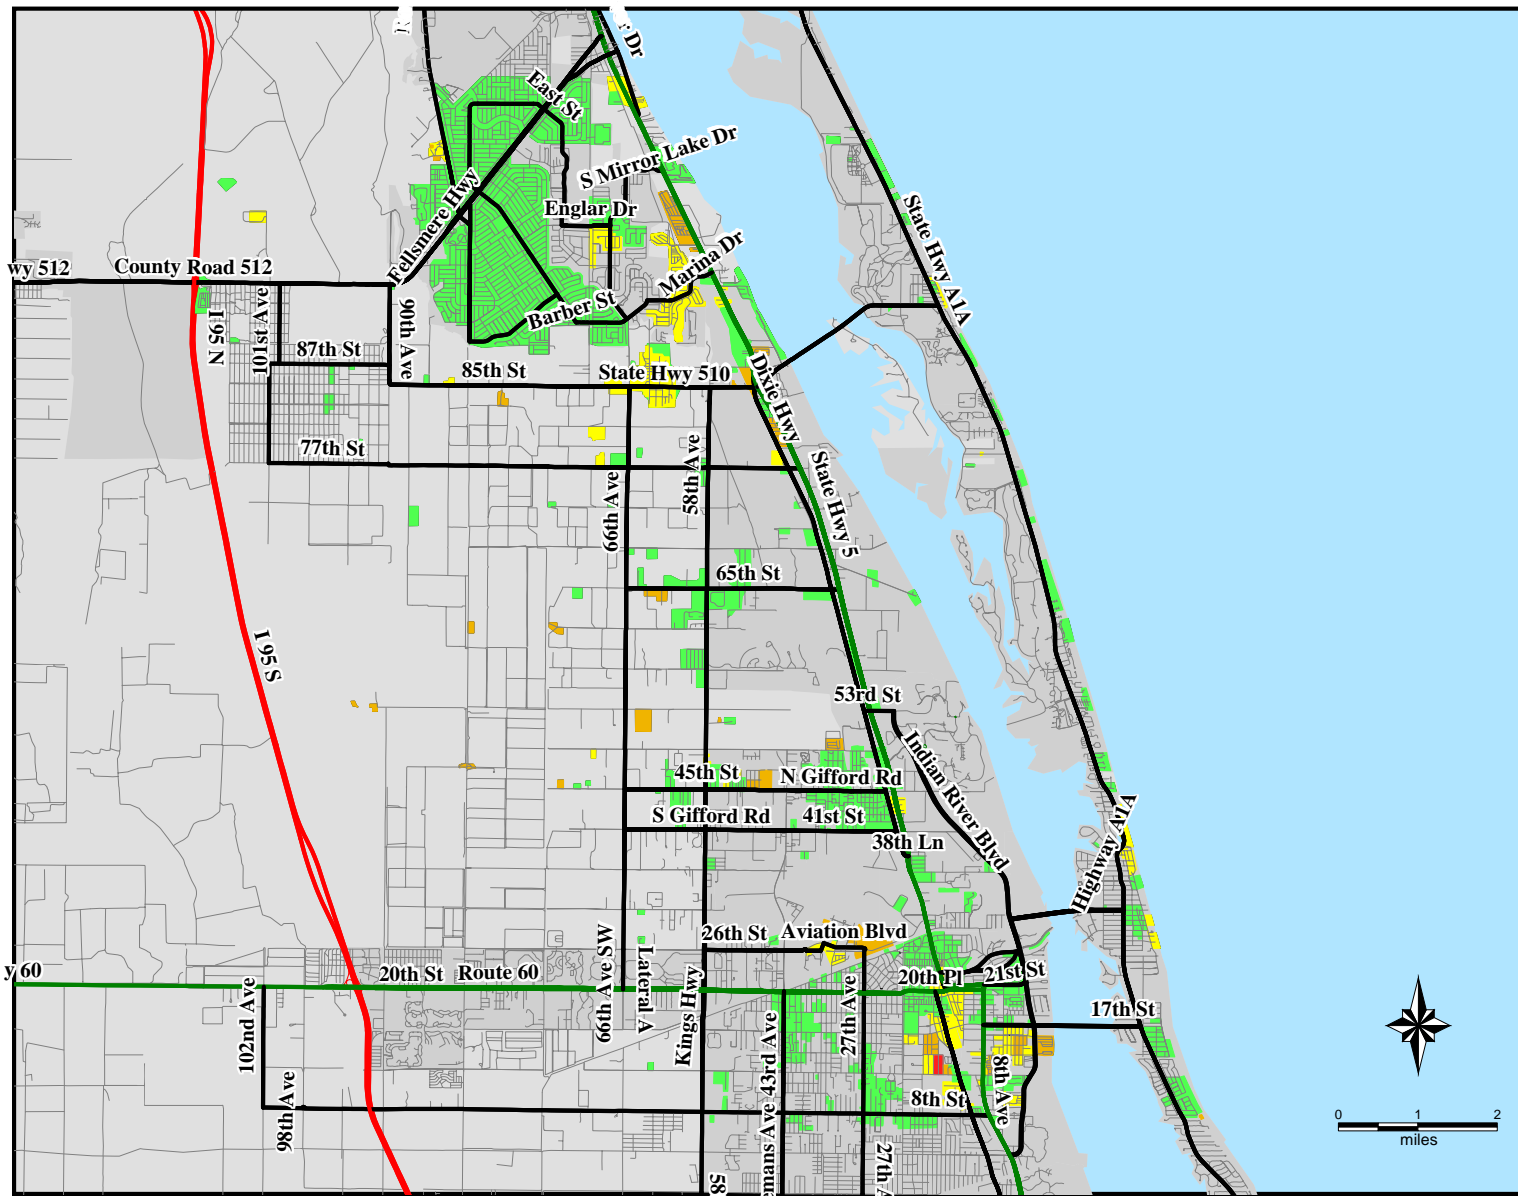 Dr
East St
S Mirror Lake Dr
Fellsmere Hwy
Englar Dr
State Hwy A1A
Marina Dr
wy 512
County Road 512
Barber St
I 95 N
101st Ave
90th Ave
87th St
85th St
State Hwy 510
Dixie Hwy
77th St
58th Ave
66th Ave
State Hwy 5
65th St
I 95 S
53rd St
Indian River Blvd
45th St
N Gifford Rd
S Gifford Rd
41st St
38th Ln
Highway A1A
26th St
Aviation Blvd
y 60
20th St
Route 60
66th Ave SW
Lateral A
Kings Hwy
20th Pl
21st St
102nd Ave
27th Ave
17th St
43rd Ave
8th Ave
98th Ave
8th St
emans Ave
27th A
58
0 1 2
miles